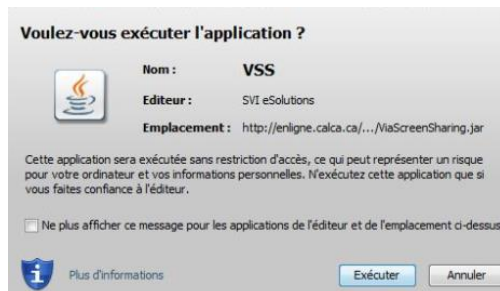 Voulez-vous exécuter l'application ?
Nom : VSS
Editeur : SVI eSolutions
Emplacement : http://enligne.calca.ca/.../ViaScreenSharing.jar
Cette application sera exécutée sans restriction d'accès, ce qui peut représenter un risque
pour votre ordinateur et vos informations personnelles. N'exécutez cette application que si
vous faites confiance à l'éditeur.
Ne plus afficher ce message pour les applications de l'éditeur et de l'emplacement ci-dessus
Plus d'informations
Exécuter Annuler